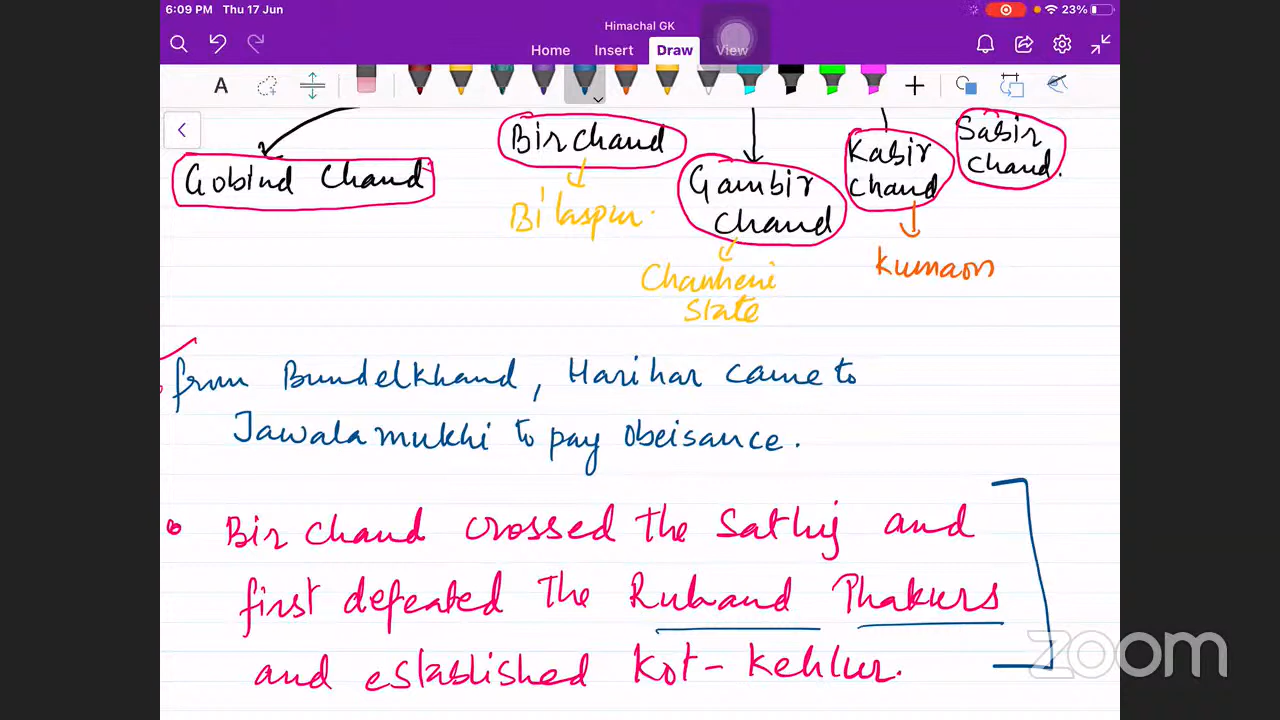 6:09 PM Thu 17 Jun
23%
Himachal GK
Home Insert Draw View
A
Bir chand
Sabir
chand.
Gobind Chand
Kabir
chand
Gambir
chand
Bilaspur.
Kumaon
Chanheni
State
from Bundelkhand, Harihar came to
Jawalamukhi to pay obeisance.
Bir chand crossed the Satluj and
first defeated the Ruhand Thakurs
and established Kot-Kehlur.
zoom